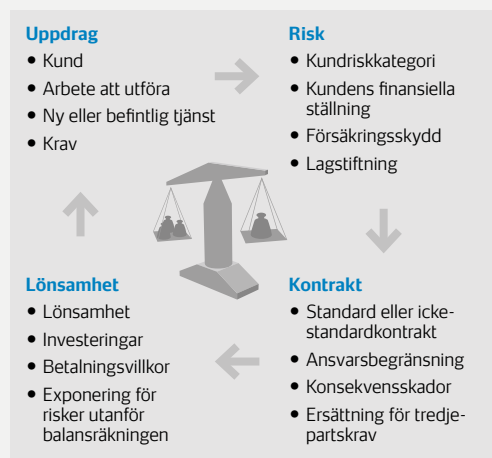 Uppdrag
• Kund
• Arbete att utföra
• Ny eller befintlig tjänst
• Krav
Risk
• Kundriskkategori
• Kundens finansiella
ställning
• Försäkringsskydd
• Lagstiftning
Lönsamhet
• Lönsamhet
• Investeringar
• Betalningsvillkor
• Exponering för
risker utanför
balansräkningen
Kontrakt
• Standard eller icke-
standardkontrakt
• Ansvarsbegränsning
• Konsekvensskador
• Ersättning för tredje-
partskrav